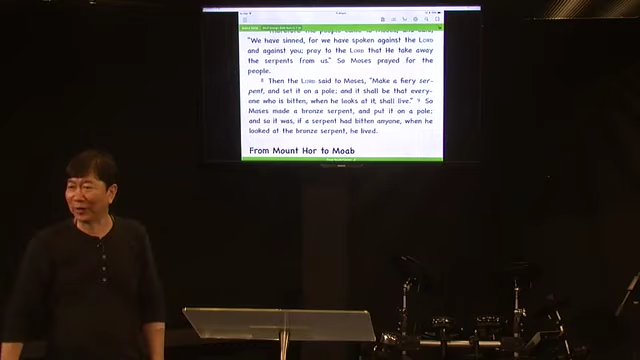 "We have sinned, for we have spoken against the LORD
and against you; pray to the LORD that He take away
the serpents from us." So Moses prayed for the
people.
8 Then the LORD said to Moses, "Make a fiery ser-
pent, and set it on a pole; and it shall be that every-
one who is bitten, when he looks at it, shall live." 9 So
Moses made a bronze serpent, and put it on a pole;
and so it was, if a serpent had bitten anyone, when he
looked at the bronze serpent, he lived.
From Mount Hor to Moab